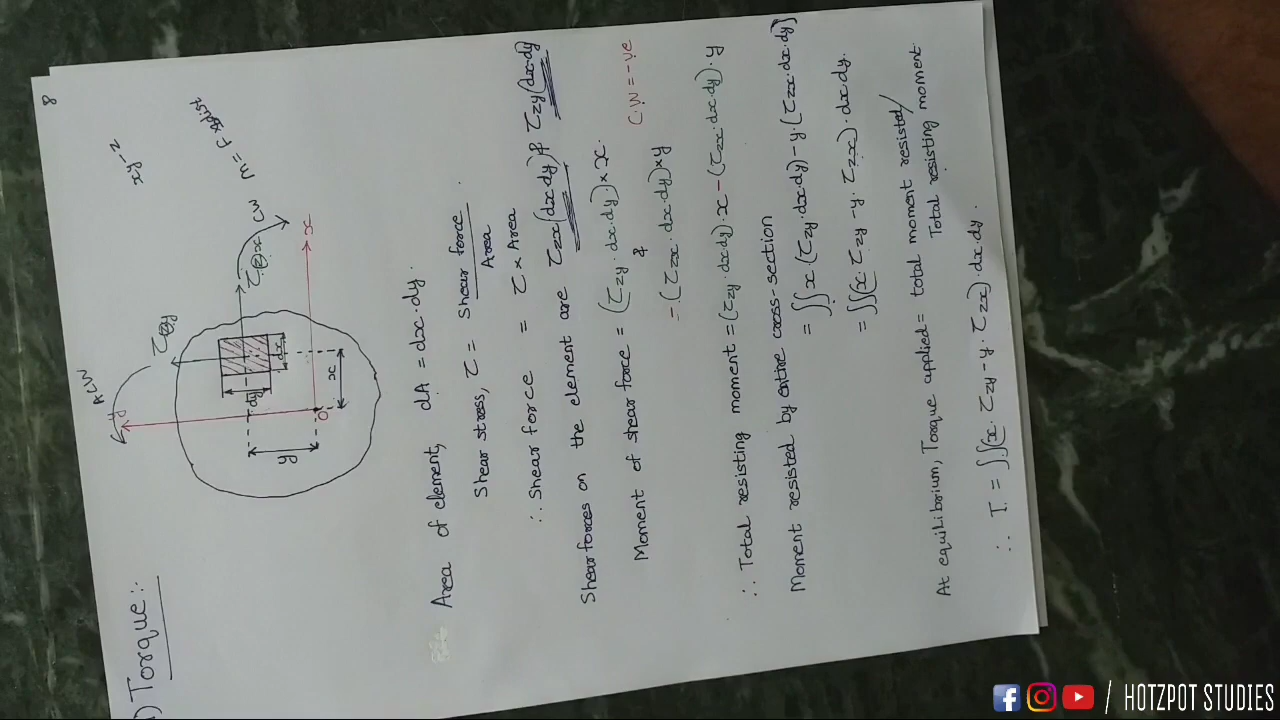 8
) Torque :-
xy-z
ACW
y
τzy
τzx
CW
M = F x dist
dy
dx
y
x
O
x
Area of element, dA = dx·dy.
Shear stress, τ = Shear force / Area.
∴ Shear force = τ x Area
Shear forces on the element are τzx(dx·dy) & τzy(dx·dy)
Moment of shear force = (τzy·dx·dy.)×x.
&
-(τzx·dx·dy)×y
CW = -ve
∴ Total resisting moment = (τzy·dx·dy)·x - (τzx·dx·dy)·y
Moment resisted by entire cross-section
= ∬ x·(τzy·dx·dy) - y·(τzx·dx·dy)
= ∬(x·τzy - y·τzx)·dx·dy.
At equilibrium, Torque applied = total moment resisted/
Total resisting moment.
∴ T = ∬(x·τzy - y·τzx)·dx·dy.
/ HOTZPOT STUDIES